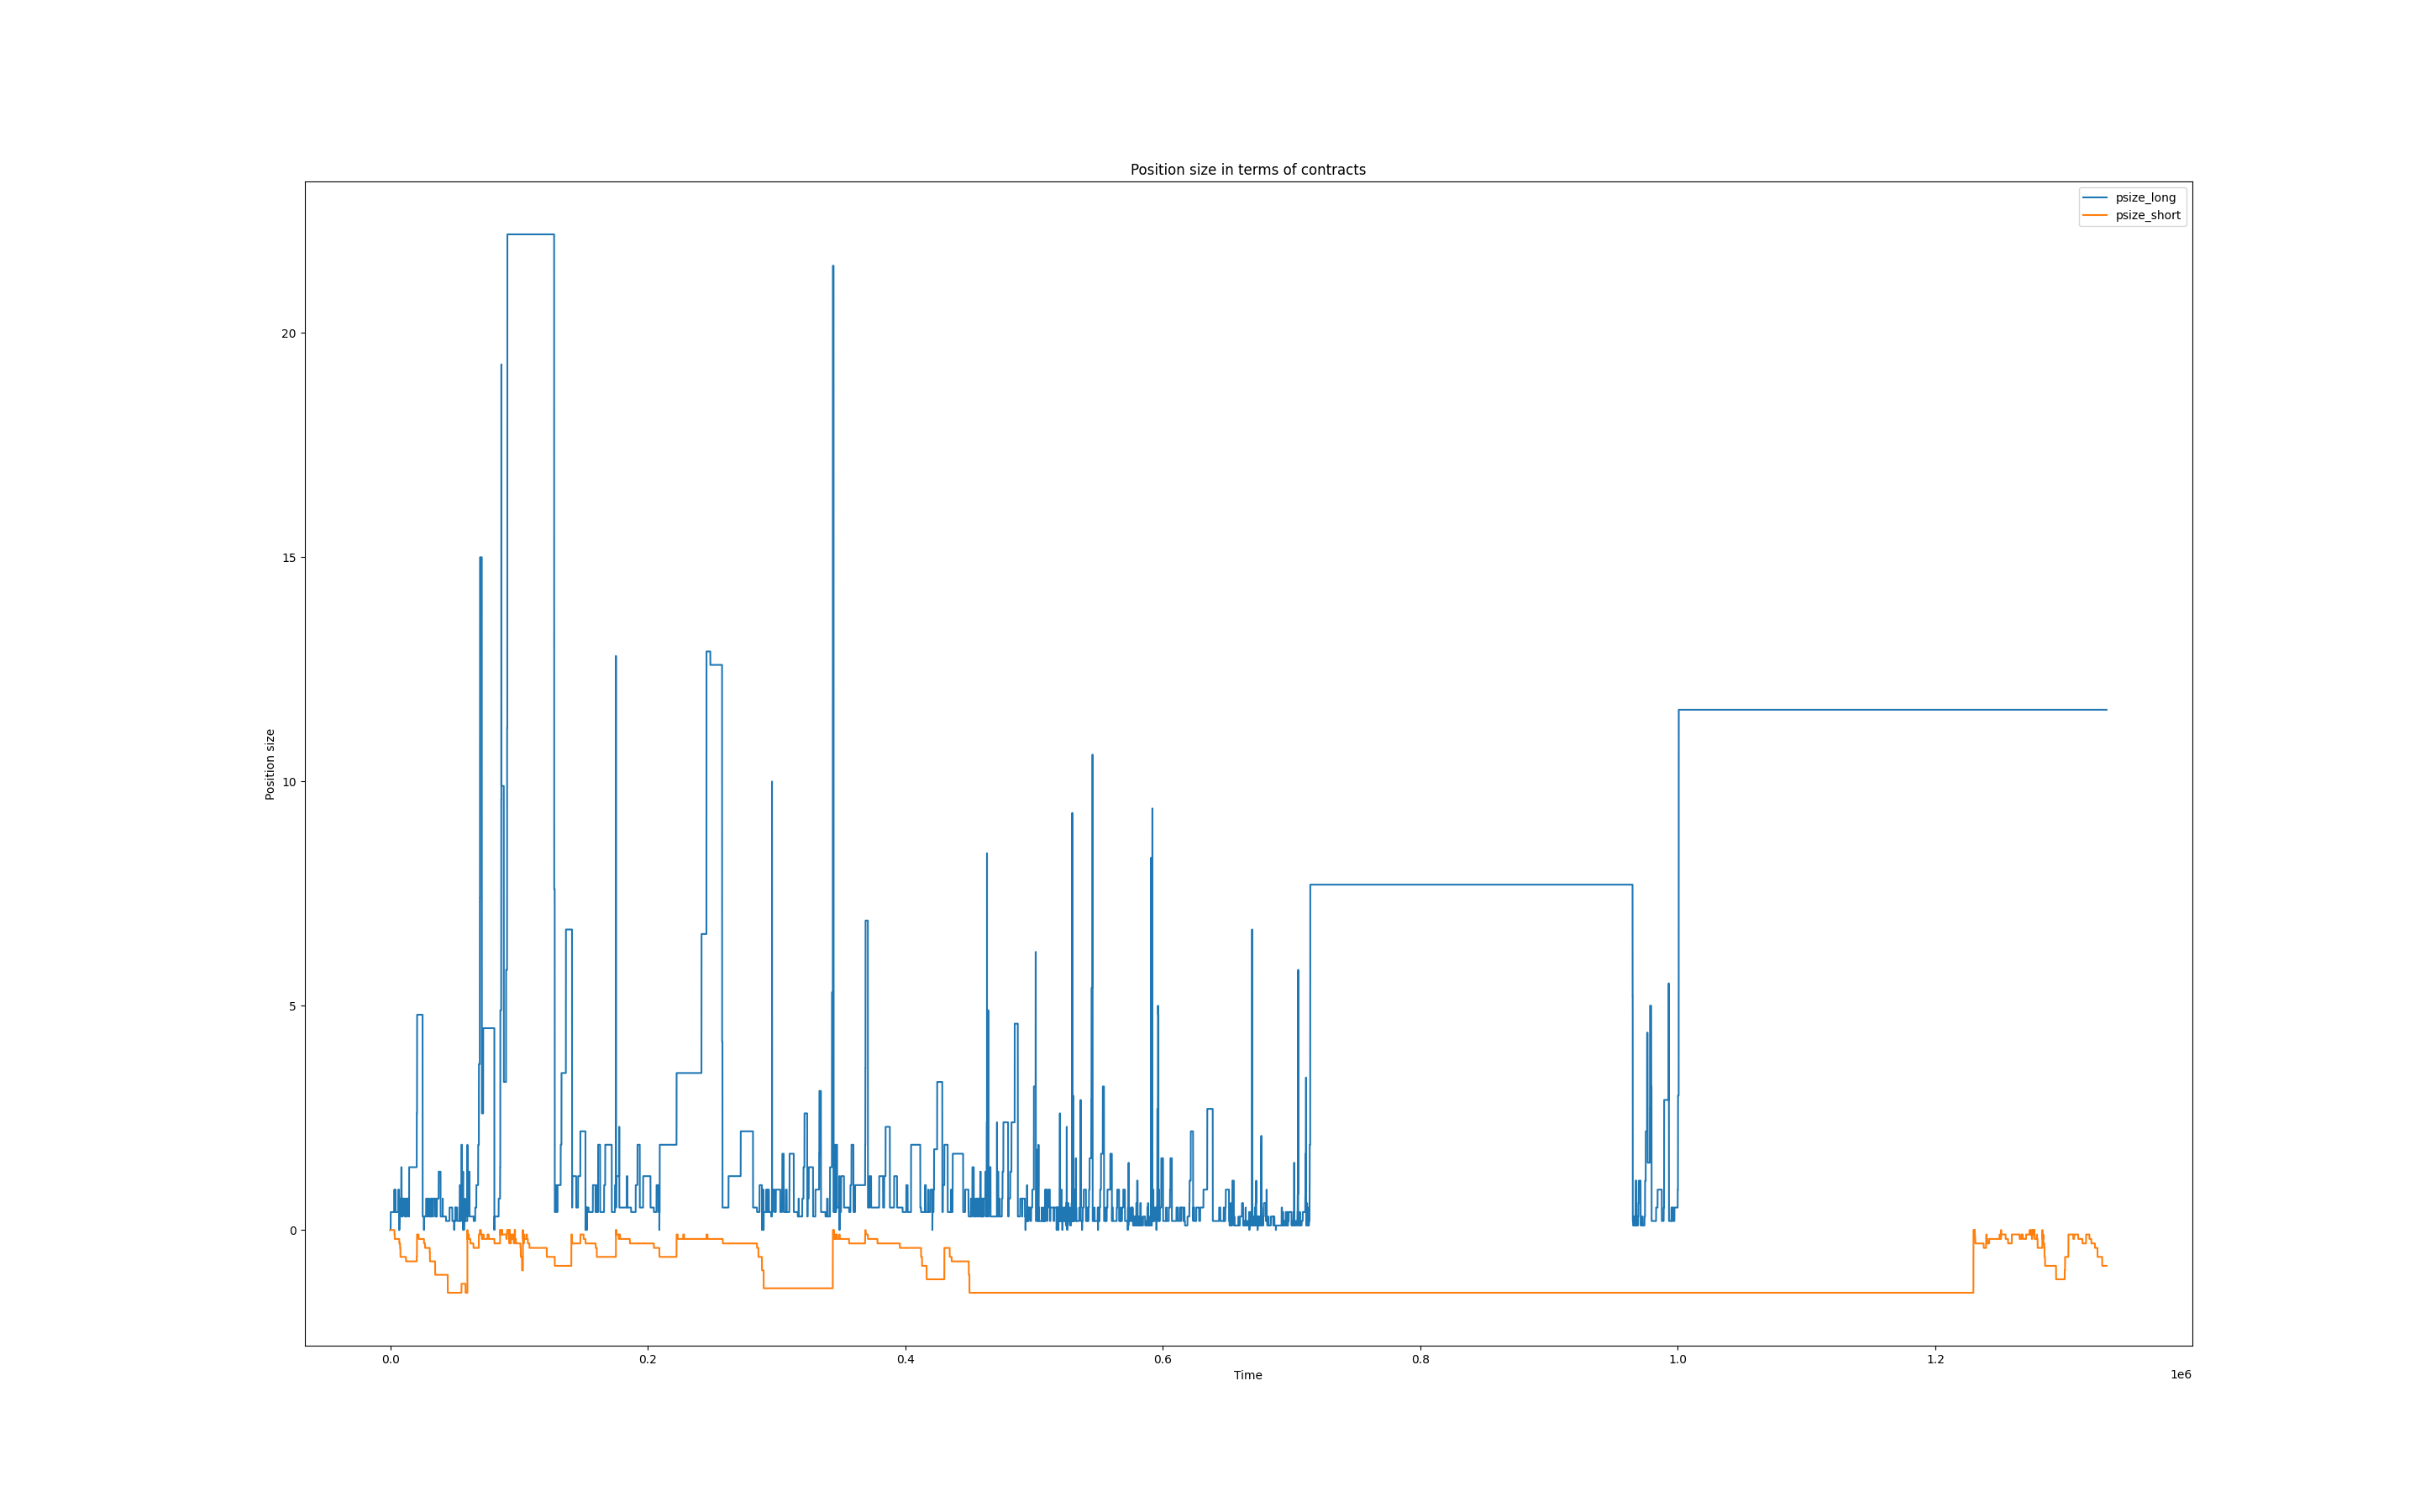 Position size in terms of contracts
psize_long
psize_short
Position size
20
15
10
5
0
0.0 0.2 0.4 0.6 0.8 1.0 1.2
Time
1e6